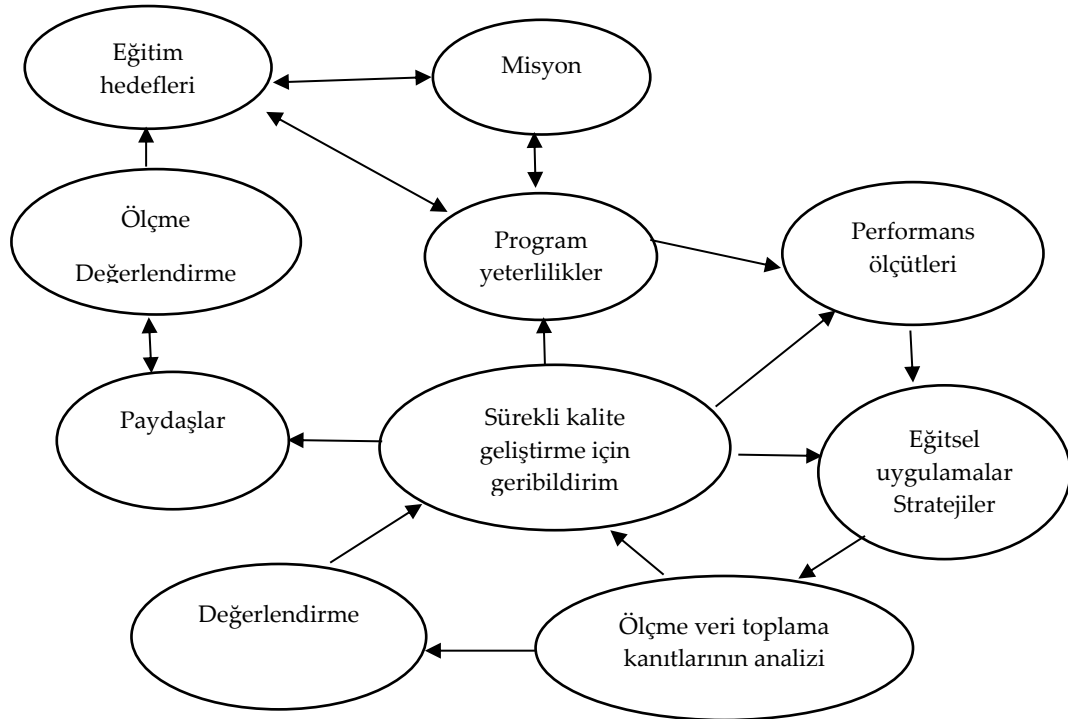 Eğitim
hedefleri
Misyon
Ölçme
Değerlendirme
Program
yeterlilikler
Performans
ölçütleri
Paydaşlar
Sürekli kalite
geliştirme için
geribildirim
Eğitsel
uygulamalar
Stratejiler
Değerlendirme
Ölçme veri toplama
kanıtlarının analizi